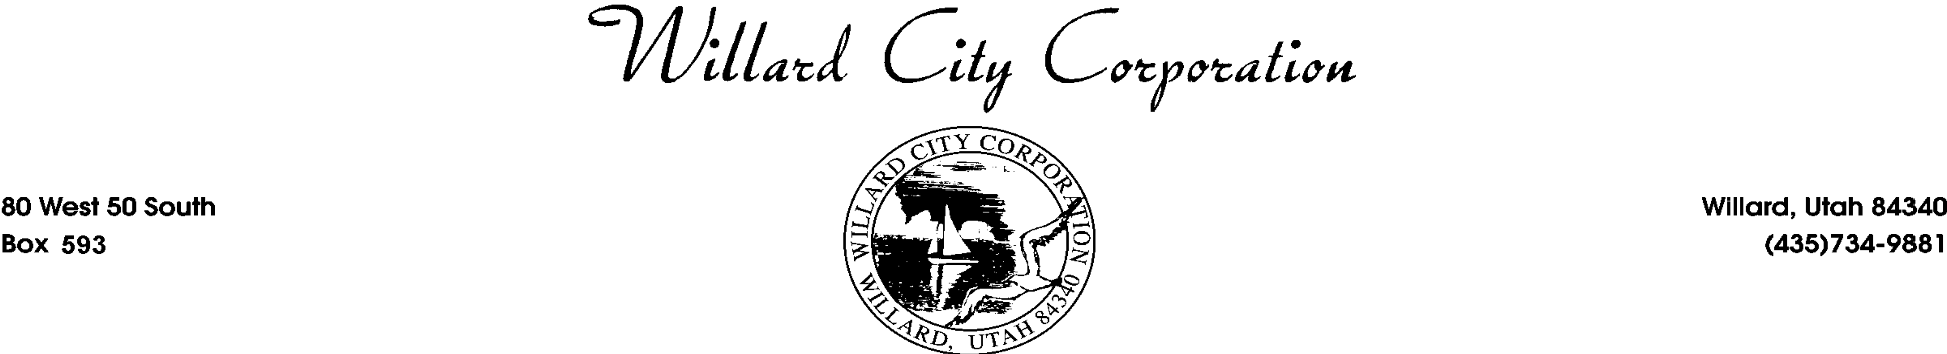 Willard City Corporation
WILLARD CITY CORPORATION
WILLARD, UTAH 84340
80 West 50 South
Box 593
Willard, Utah 84340
(435)734-9881